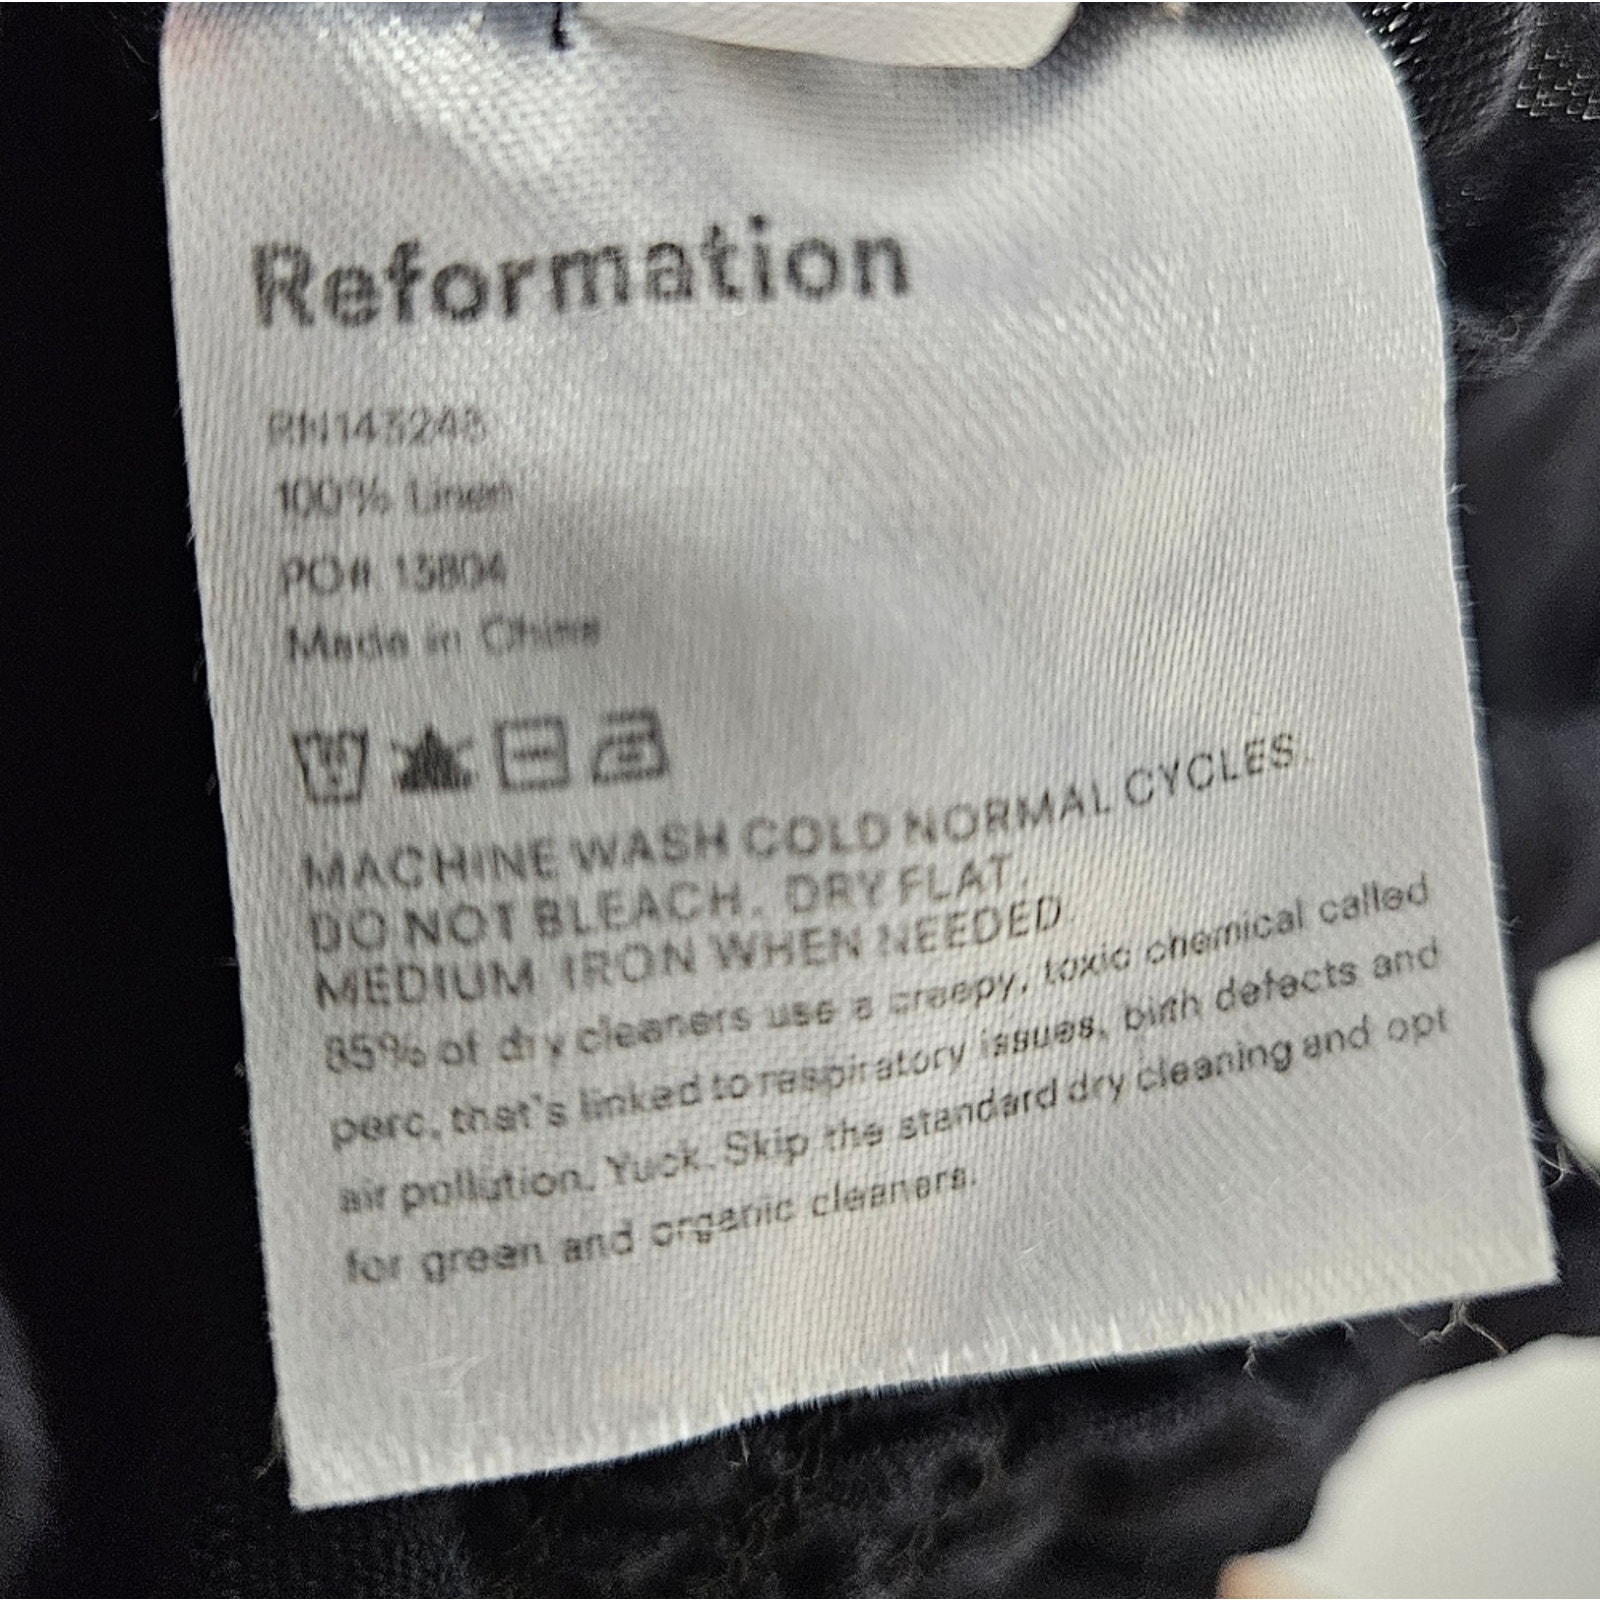 Reformation
RN143248
100% Linen
PO# 13804
Made in China
MACHINE WASH COLD NORMAL CYCLES.
DO NOT BLEACH. DRY FLAT.
MEDIUM IRON WHEN NEEDED.
85% of dry cleaners use a creepy, toxic chemical called
perc, that's linked to respiratory issues, birth defects and
air pollution. Yuck. Skip the standard dry cleaning and opt
for green and organic cleaners.